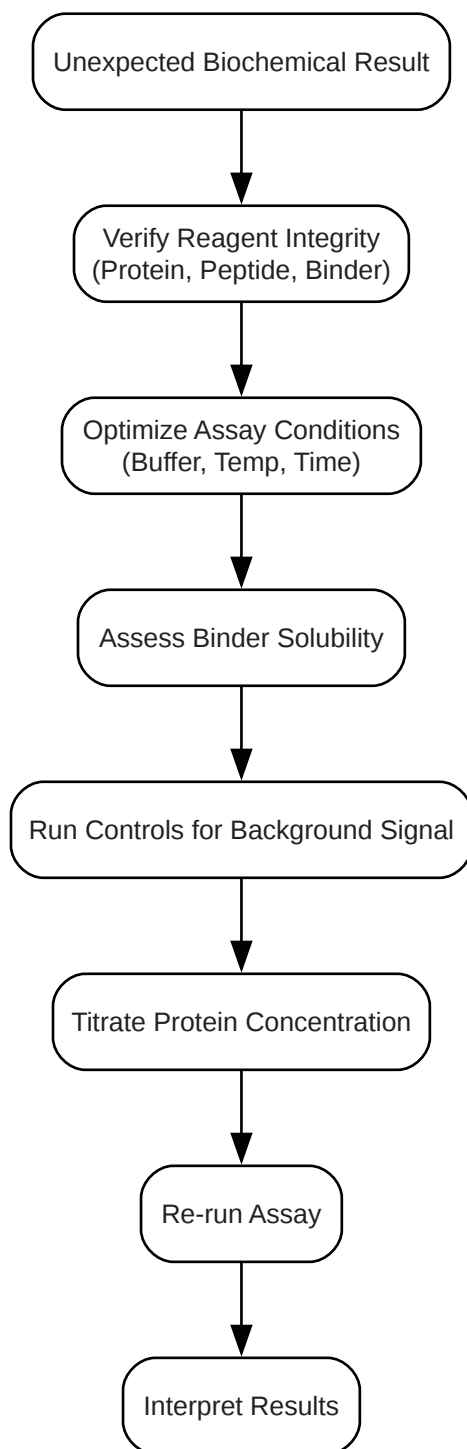 Unexpected Biochemical Result
Verify Reagent Integrity
(Protein, Peptide, Binder)
Optimize Assay Conditions
(Buffer, Temp, Time)
Assess Binder Solubility
Run Controls for Background Signal
Titrate Protein Concentration
Re-run Assay
Interpret Results